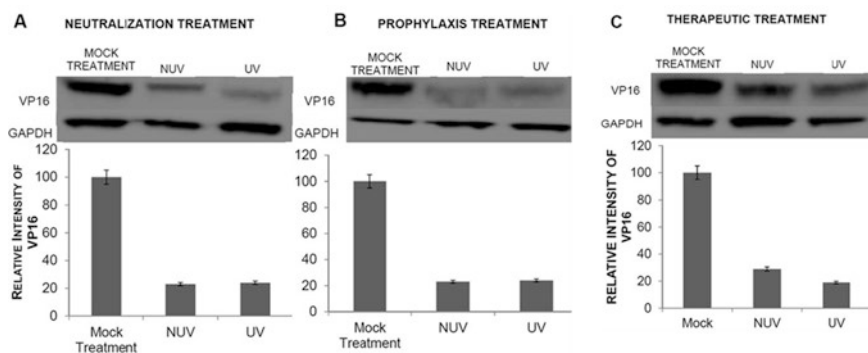 A NEUTRALIZATION TREATMENT
MOCK
TREATMENT NUV UV
VP16
GAPDH
RELATIVE INTENSITY OF
VP16
120
100
80
60
40
20
0
Mock
Treatment NUV UV
B PROPHYLAXIS TREATMENT
MOCK
TREATMENT NUV UV
VP16
GAPDH
120
100
80
60
40
20
0
Mock
Treatment NUV UV
C THERAPEUTIC TREATMENT
MOCK
TREATMENT NUV UV
VP16
GAPDH
RELATIVE INTENSITY OF
VP16
120
100
80
60
40
20
0
Mock NUV UV